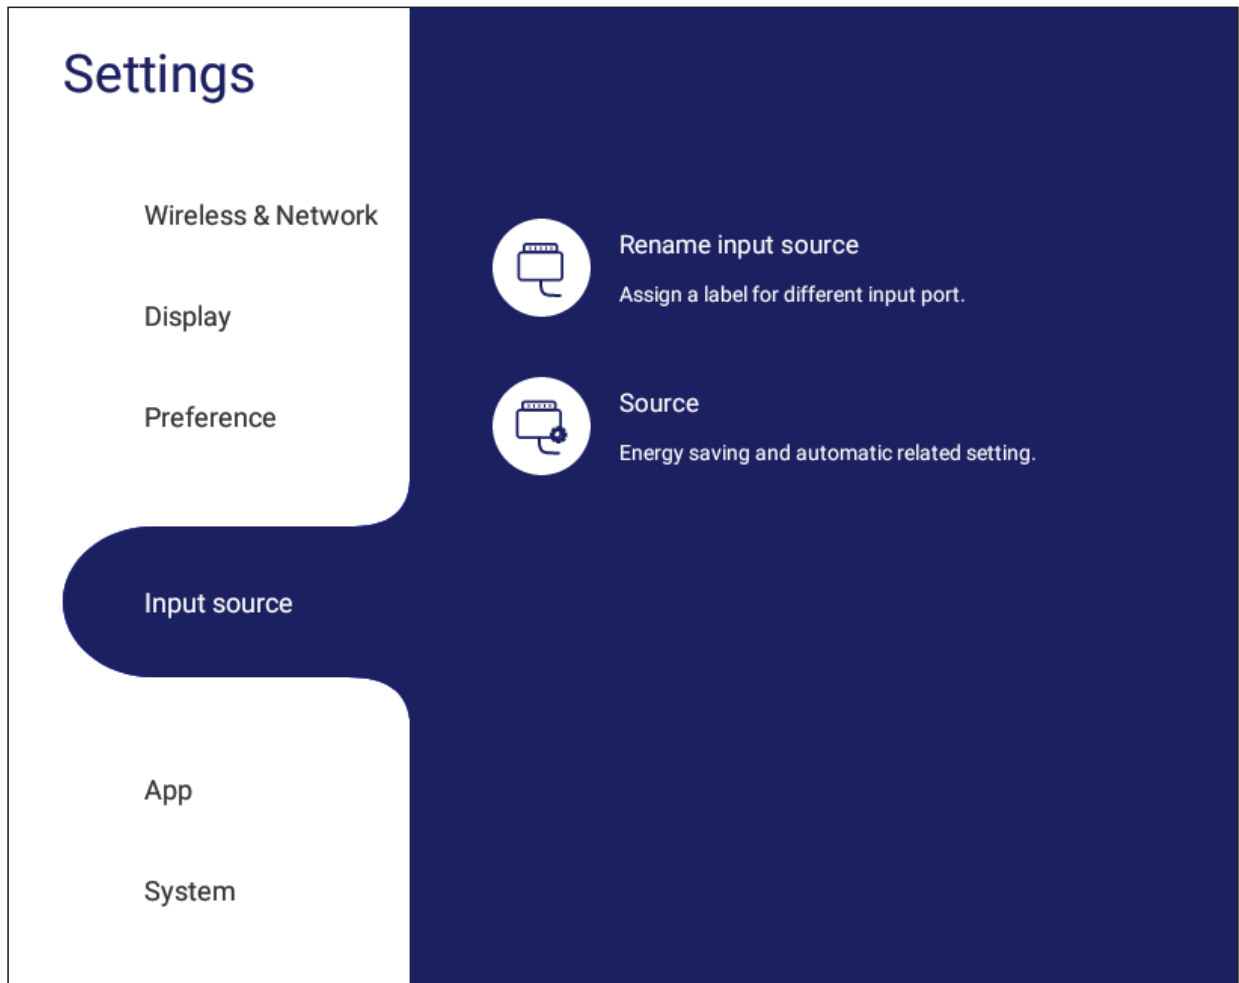 Settings
Wireless & Network
Display
Preference
Input source
App
System
Rename input source
Assign a label for different input port.
Source
Energy saving and automatic related setting.